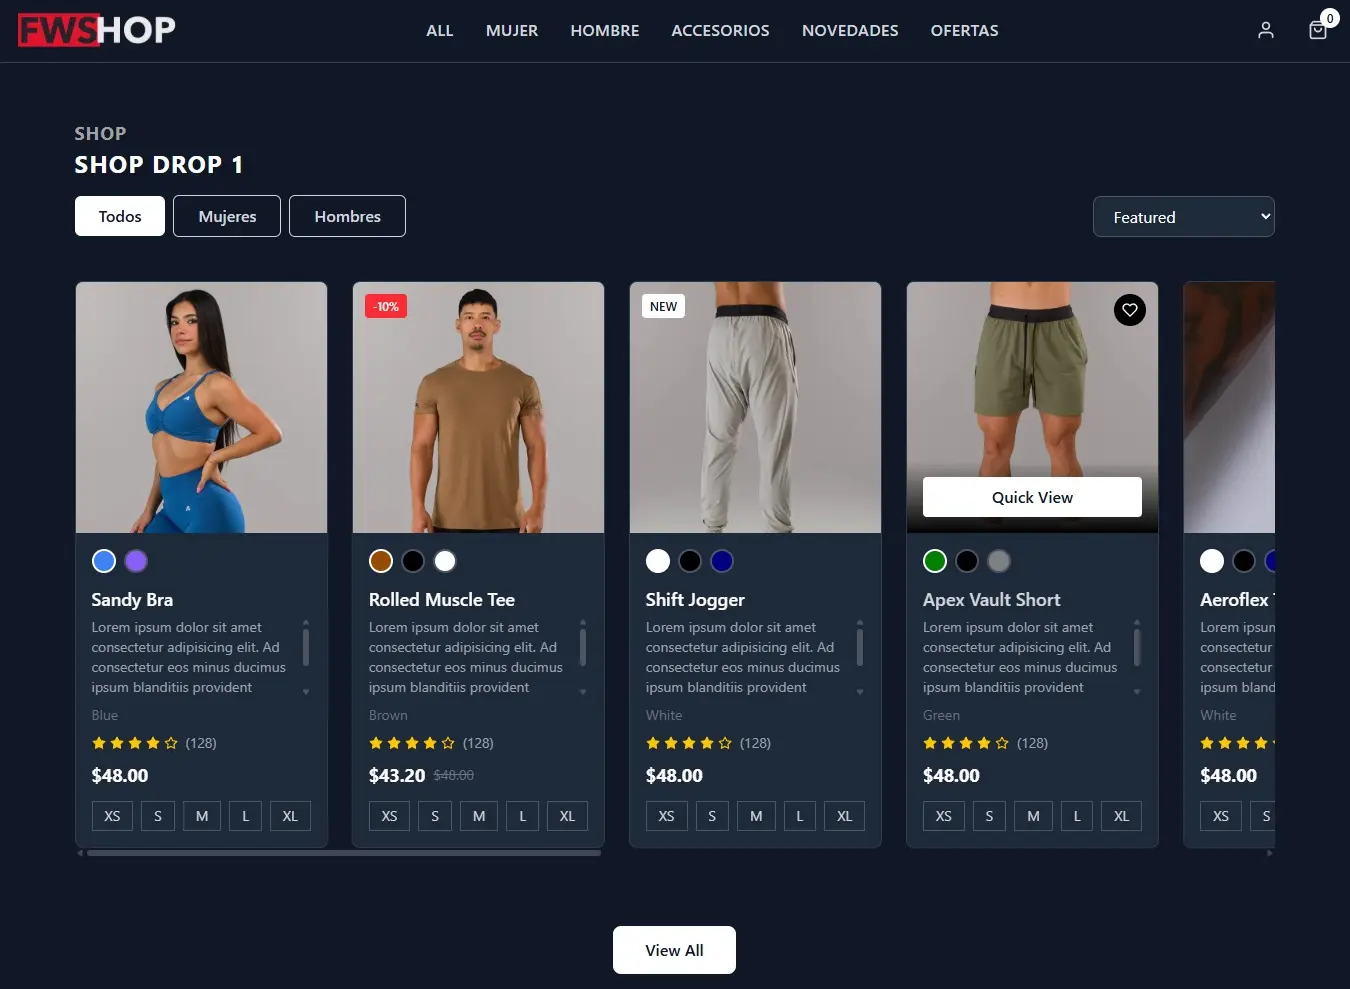 FWSHOP
ALL MUJER HOMBRE ACCESORIOS NOVEDADES OFERTAS
0
SHOP
SHOP DROP 1
Todos Mujeres Hombres
Featured
-10%
NEW
Quick View
Sandy Bra
Lorem ipsum dolor sit amet
consectetur adipisicing elit. Ad
consectetur eos minus ducimus
ipsum blanditiis provident
Blue
(128)
$48.00
XS S M L XL
Rolled Muscle Tee
Lorem ipsum dolor sit amet
consectetur adipisicing elit. Ad
consectetur eos minus ducimus
ipsum blanditiis provident
Brown
(128)
$43.20 $48.00
XS S M L XL
Shift Jogger
Lorem ipsum dolor sit amet
consectetur adipisicing elit. Ad
consectetur eos minus ducimus
ipsum blanditiis provident
White
(128)
$48.00
XS S M L XL
Apex Vault Short
Lorem ipsum dolor sit amet
consectetur adipisicing elit. Ad
consectetur eos minus ducimus
ipsum blanditiis provident
Green
(128)
$48.00
XS S M L XL
Aeroflex
Lorem ipsum
consectetur
consectetur
ipsum bland
White
$48.00
XS S
View All